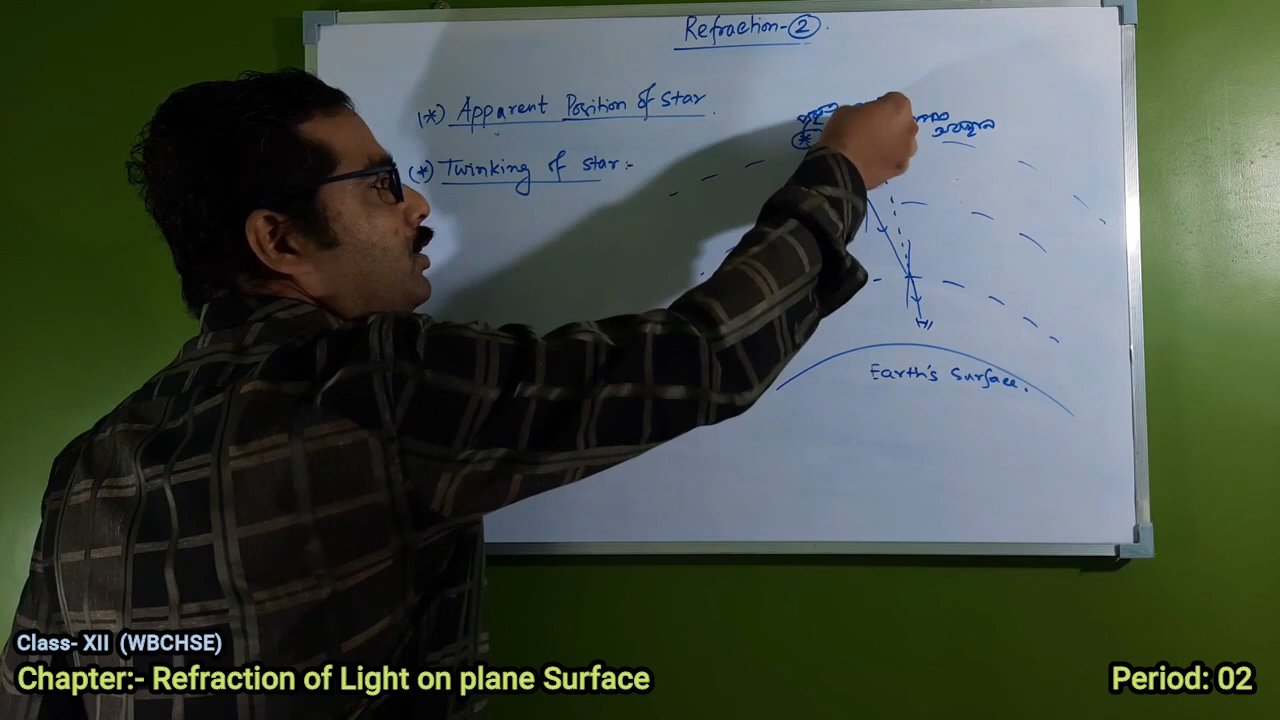 Refraction-②.
(*) Apparent Position of Star.
(*) Twinking of Star:-
অবস্থান
Earth's Surface.
Class- XII (WBCHSE)
Chapter:- Refraction of Light on plane Surface
Period: 02